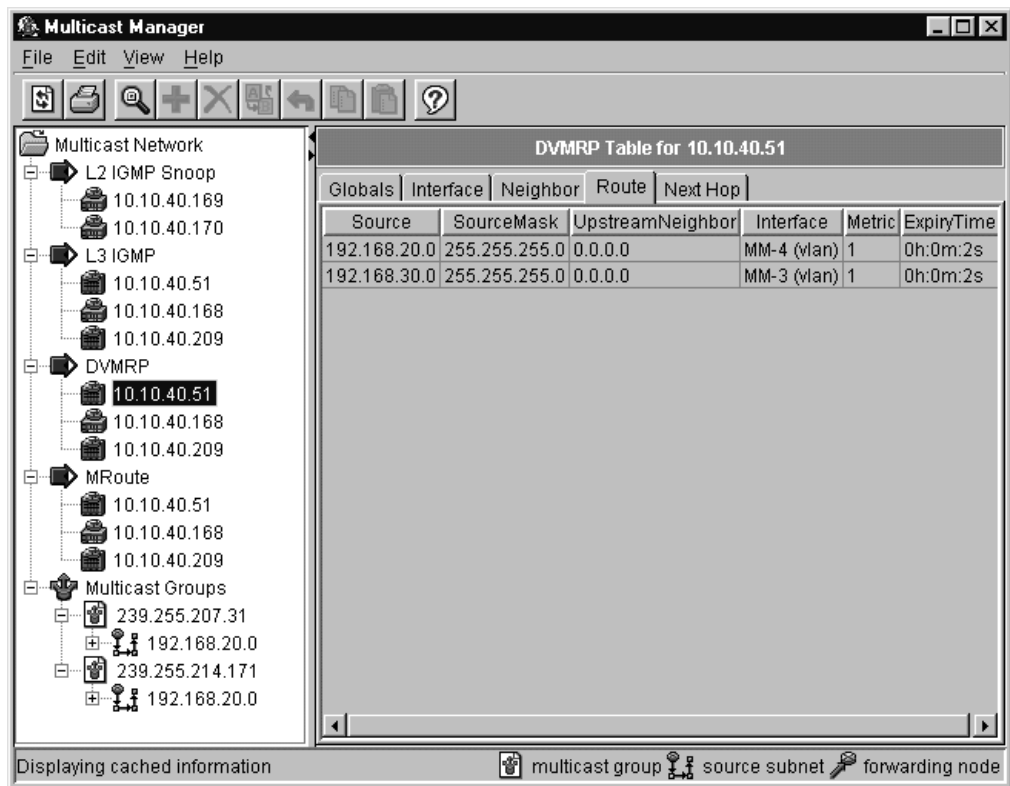 Multicast Manager
File Edit View Help
Multicast Network
L2 IGMP Snoop
10.10.40.169
10.10.40.170
L3 IGMP
10.10.40.51
10.10.40.168
10.10.40.209
DVMRP
10.10.40.51
10.10.40.168
10.10.40.209
MRoute
10.10.40.51
10.10.40.168
10.10.40.209
Multicast Groups
239.255.207.31
192.168.20.0
239.255.214.171
192.168.20.0
DVMRP Table for 10.10.40.51
Globals Interface Neighbor Route Next Hop
Source SourceMask UpstreamNeighbor Interface Metric ExpiryTime
192.168.20.0 255.255.255.0 0.0.0.0 MM-4 (vlan) 1 0h:0m:2s
192.168.30.0 255.255.255.0 0.0.0.0 MM-3 (vlan) 1 0h:0m:2s
Displaying cached information multicast group source subnet forwarding node